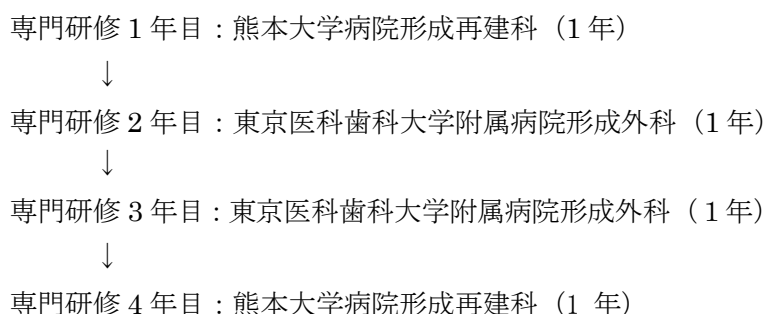 専門研修 1 年目：熊本大学病院形成再建科（1 年）
↓
専門研修 2 年目：東京医科歯科大学附属病院形成外科（1 年）
↓
専門研修 3 年目：東京医科歯科大学附属病院形成外科（ 1 年）
↓
専門研修 4 年目：熊本大学病院形成再建科（1 年）